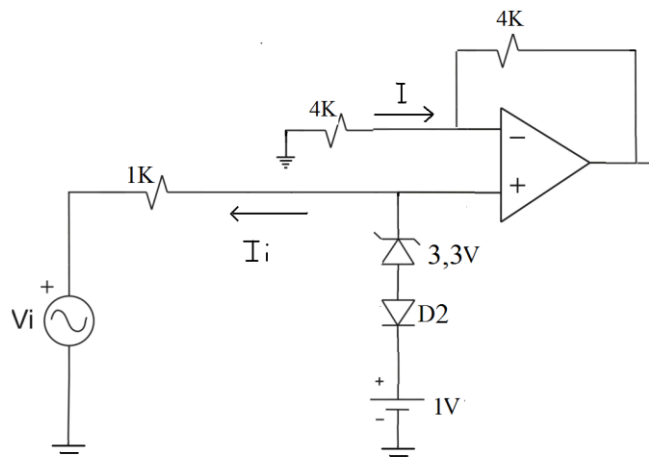 4K
I
4K
−
1K
+
Ii
3,3V
+
Vi
D2
+
1V
-